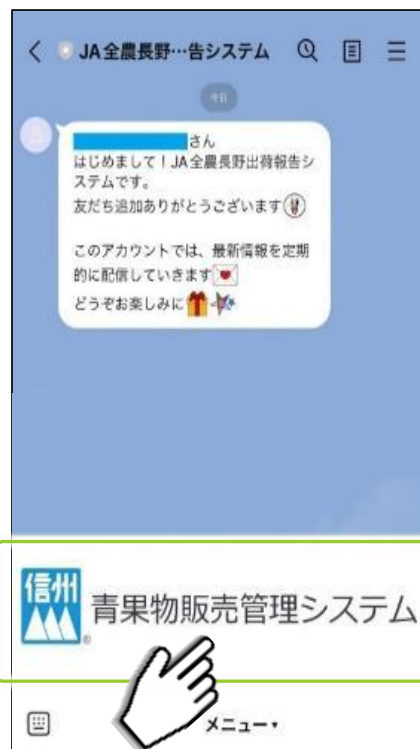 JA全農長野…告システム
今日
さん
はじめまして！JA全農長野出荷報告シ
ステムです。
友だち追加ありがとうございます
このアカウントでは、最新情報を定期
的に配信していきます
どうぞお楽しみに
信州
青果物販売管理システム
®
メニュー▾